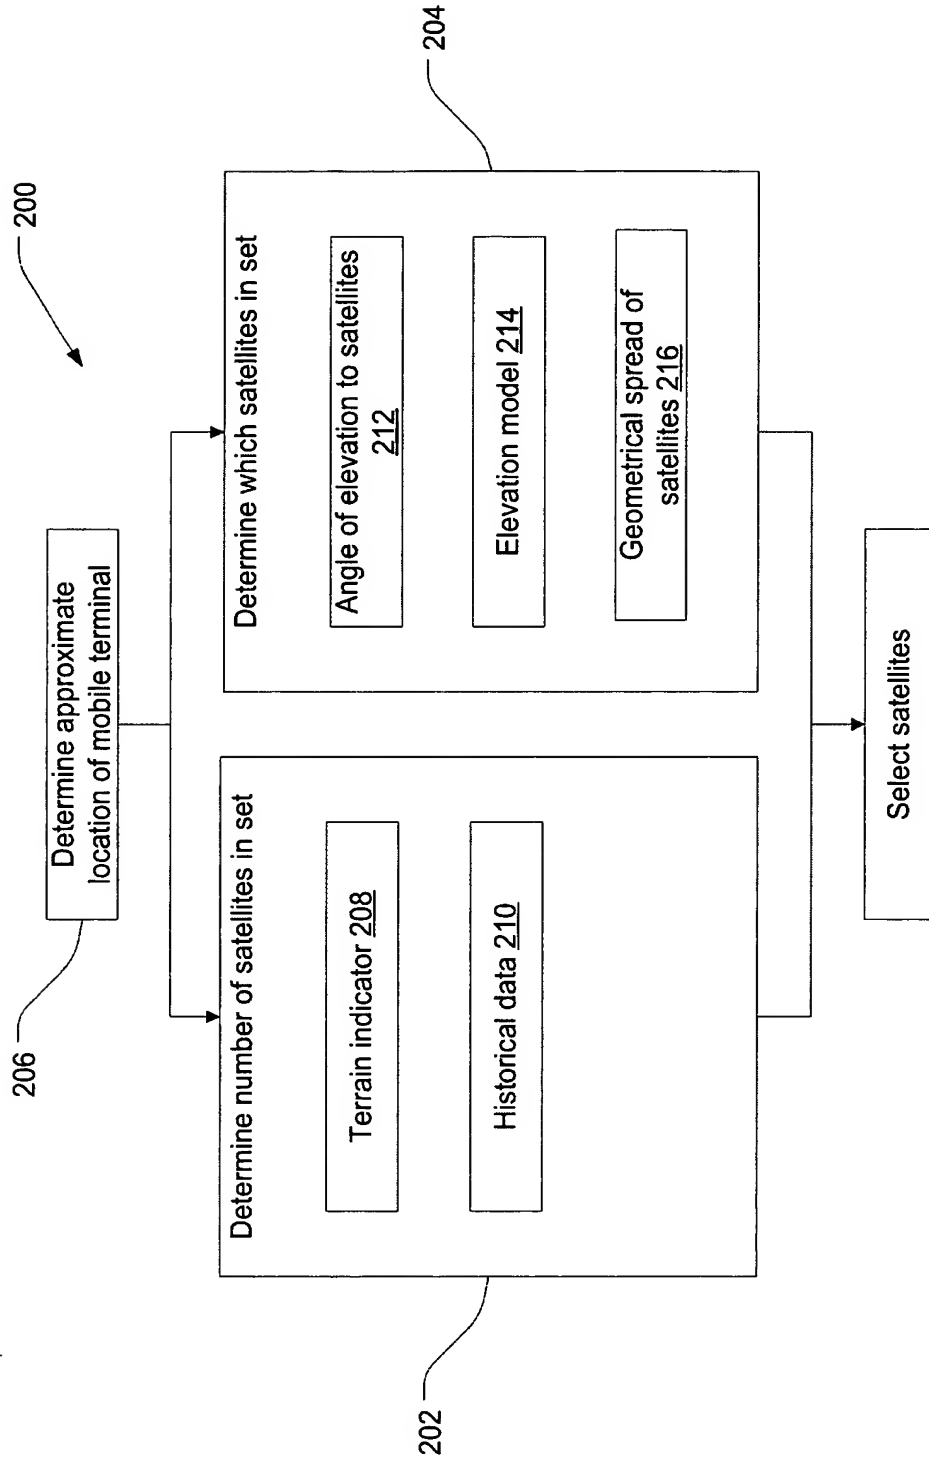 200
206
Determine approximate
location of mobile terminal
202
Determine number of satellites in set
Terrain indicator 208
Historical data 210
204
Determine which satellites in set
Angle of elevation to satellites
212
Elevation model 214
Geometrical spread of
satellites 216
Select satellites